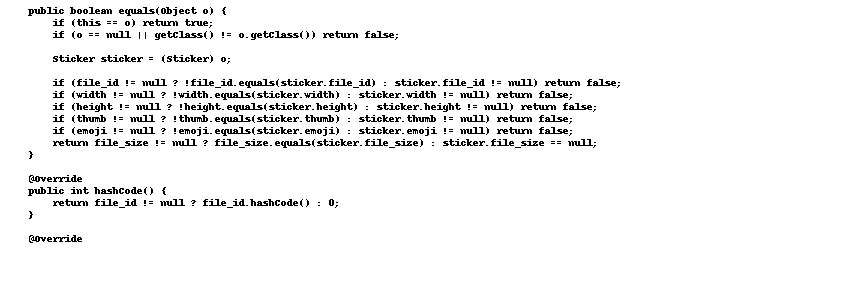 public boolean equals(Object o) {
if (this == o) return true;
if (o == null || getClass() != o.getClass()) return false;
Sticker sticker = (Sticker) o;
if (file_id != null ? !file_id.equals(sticker.file_id) : sticker.file_id != null) return false;
if (width != null ? !width.equals(sticker.width) : sticker.width != null) return false;
if (height != null ? !height.equals(sticker.height) : sticker.height != null) return false;
if (thumb != null ? !thumb.equals(sticker.thumb) : sticker.thumb != null) return false;
if (emoji != null ? !emoji.equals(sticker.emoji) : sticker.emoji != null) return false;
return file_size != null ? file_size.equals(sticker.file_size) : sticker.file_size == null;
}
@Override
public int hashCode() {
return file_id != null ? file_id.hashCode() : 0;
}
@Override